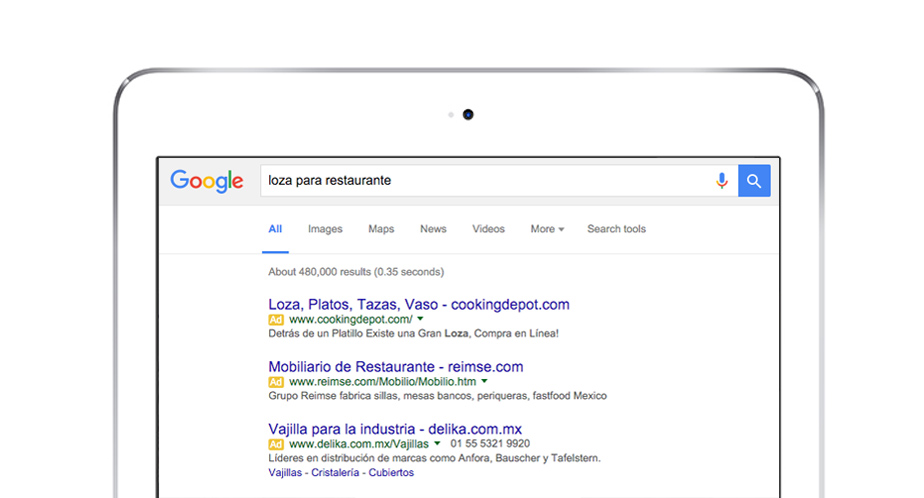 Google
loza para restaurante
All Images Maps News Videos More Search tools
About 480,000 results (0.35 seconds)
Loza, Platos, Tazas, Vaso - cookingdepot.com
Ad www.cookingdepot.com/
Detrás de un Platillo Existe una Gran Loza, Compra en Línea!
Mobiliario de Restaurante - reimse.com
Ad www.reimse.com/Mobilio/Mobilio.htm
Grupo Reimse fabrica sillas, mesas bancos, periqueras, fastfood Mexico
Vajilla para la industria - delika.com.mx
Ad www.delika.com.mx/Vajillas 01 55 5321 9920
Líderes en distribución de marcas como Anfora, Bauscher y Tafelstern.
Vajillas - Cristalería - Cubiertos